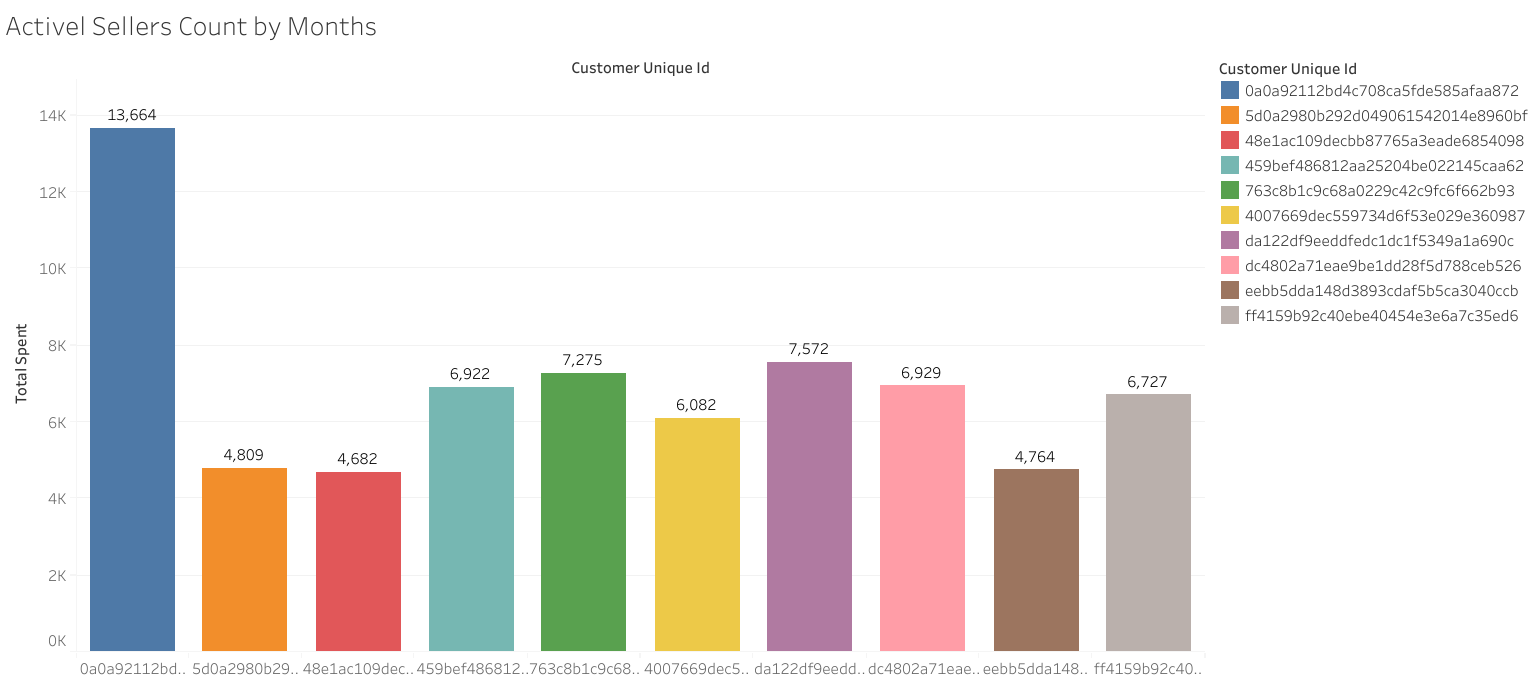 Activel Sellers Count by Months
Customer Unique Id
Total Spent
14K
12K
10K
8K
6K
4K
2K
0K
13,664
4,809
4,682
6,922
7,275
6,082
7,572
6,929
4,764
6,727
0a0a92112bd..
5d0a2980b29..
48e1ac109dec..
459bef486812..
763c8b1c9c68..
4007669dec5..
da122df9eedd..
dc4802a71eae..
eebb5dda148..
ff4159b92c40..
Customer Unique Id
0a0a92112bd4c708ca5fde585afaa872
5d0a2980b292d049061542014e8960bf
48e1ac109decbb87765a3eade6854098
459bef486812aa25204be022145caa62
763c8b1c9c68a0229c42c9fc6f662b93
4007669dec559734d6f53e029e360987
da122df9eeddfedc1dc1f5349a1a690c
dc4802a71eae9be1dd28f5d788ceb526
eebb5dda148d3893cdaf5b5ca3040ccb
ff4159b92c40ebe40454e3e6a7c35ed6